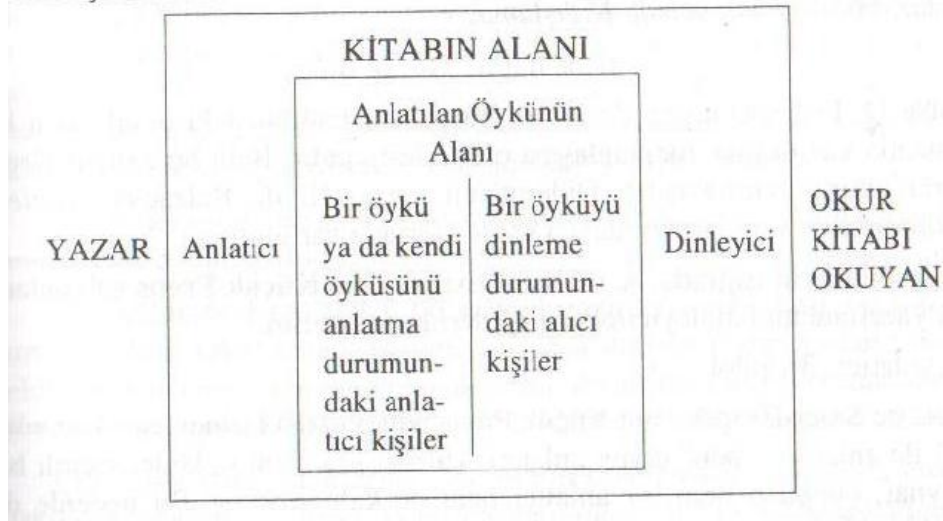 KİTABIN ALANI
Anlatılan Öykünün
Alanı
YAZAR
Anlatıcı
Bir öykü
ya da kendi
öyküsünü
anlatma
durumun-
daki anla-
tıcı kişiler
Bir öyküyü
dinleme
durumun-
daki alıcı
kişiler
Dinleyici
OKUR
KİTABI
OKUYAN